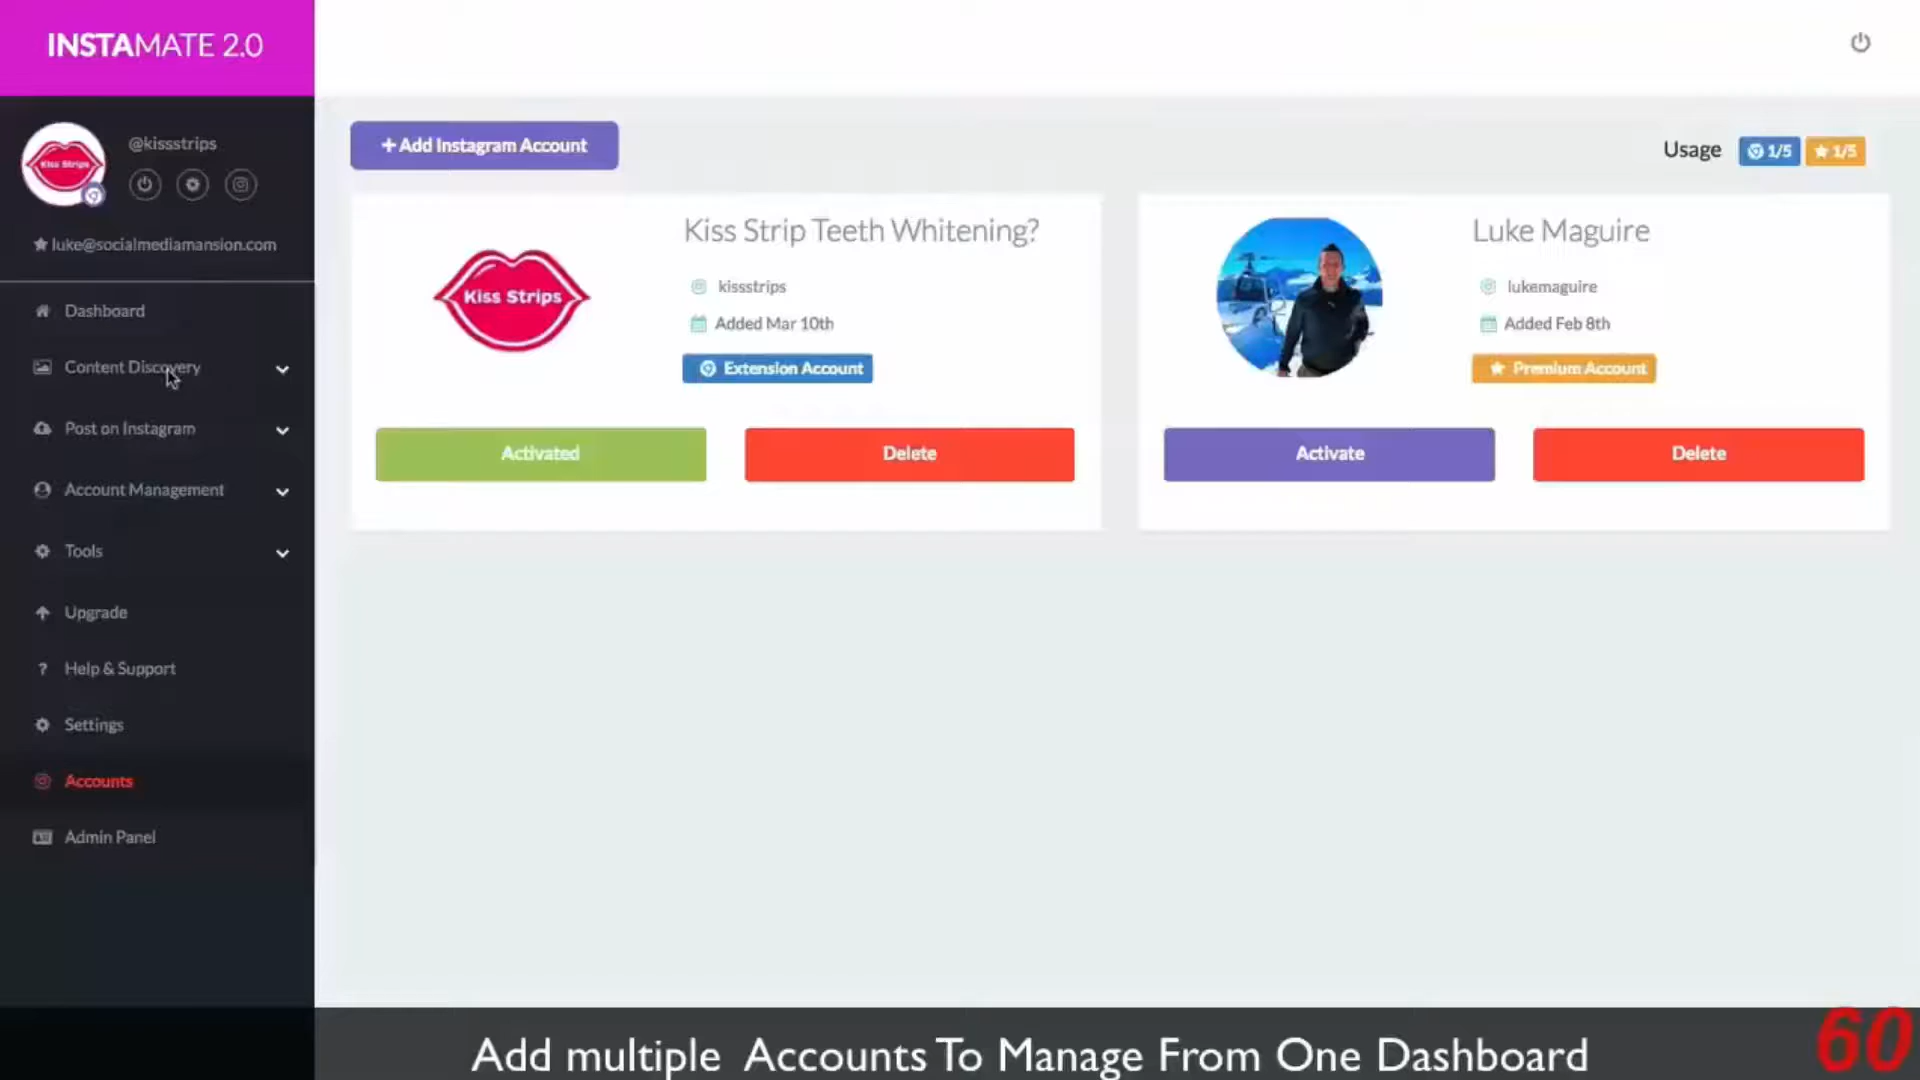 INSTAMATE 2.0
Kiss Strips
@kissstrips
luke@socialmediamansion.com
Dashboard
Content Discovery
Post on Instagram
Account Management
Tools
Upgrade
? Help & Support
Settings
Accounts
Admin Panel
+ Add Instagram Account
Usage 1/5 1/5
Kiss Strips
Kiss Strip Teeth Whitening?
kissstrips
Added Mar 10th
Extension Account
Activated
Delete
Luke Maguire
lukemaguire
Added Feb 8th
Premium Account
Activate
Delete
Add multiple Accounts To Manage From One Dashboard
60